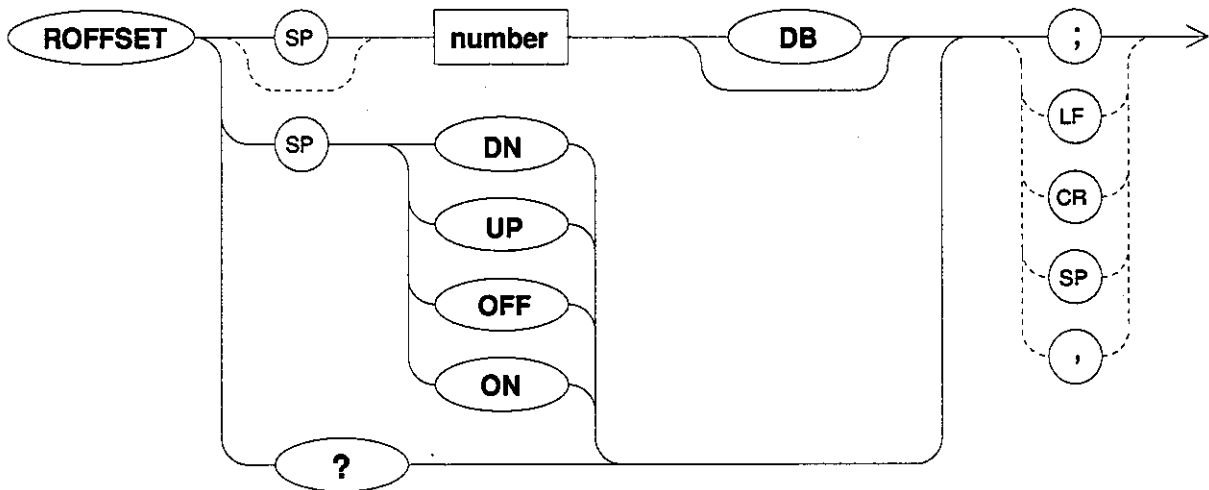 ROFFSET SP number DB ;
LF
SP DN
UP CR
OFF SP
ON ,
?